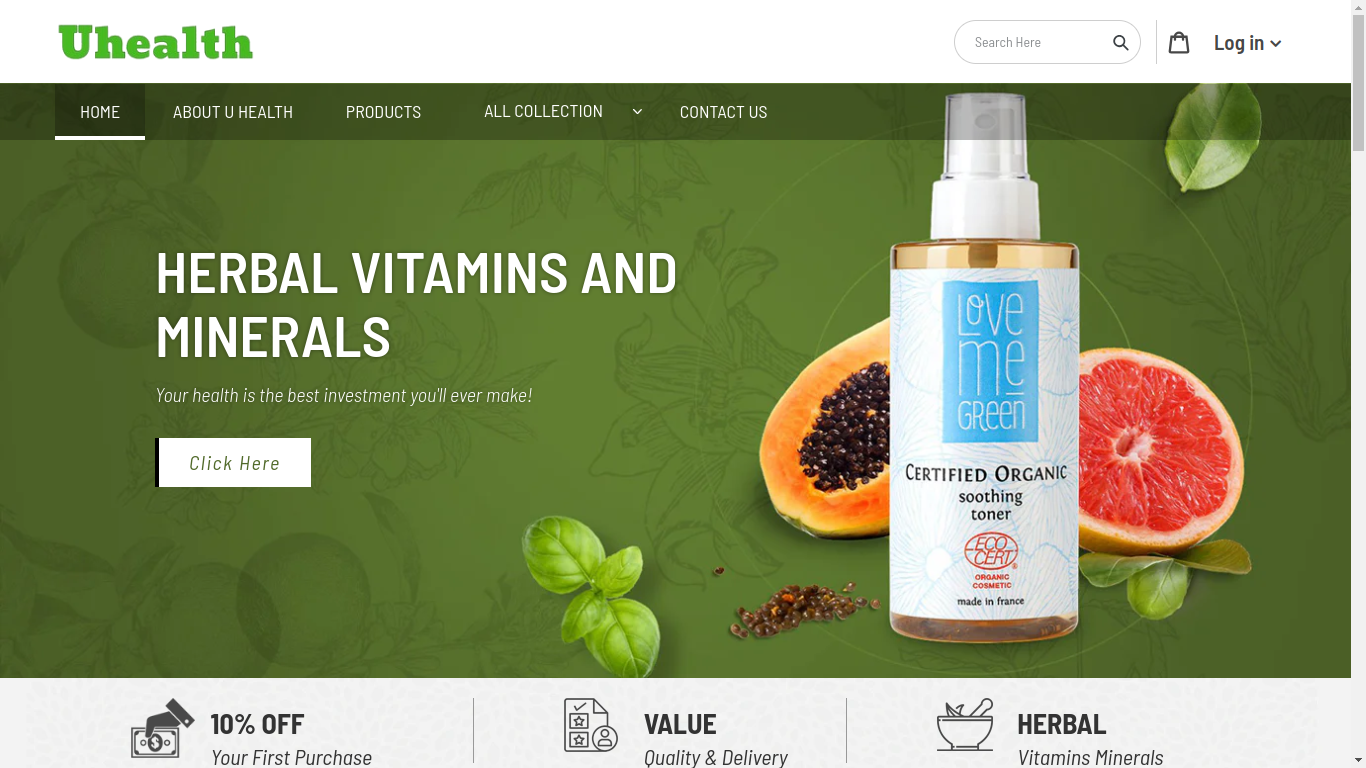 Uhealth
Search Here
Log in
HOME
ABOUT U HEALTH
PRODUCTS
ALL COLLECTION
CONTACT US
HERBAL VITAMINS AND
MINERALS
Your health is the best investment you'll ever make!
Click Here
LOVE
ME
GREEN
CERTIFIED ORGANIC
soothing
toner
ECO
CERT®
ORGANIC
COSMETIC
made in france
10% OFF
Your First Purchase
VALUE
Quality & Delivery
HERBAL
Vitamins Minerals